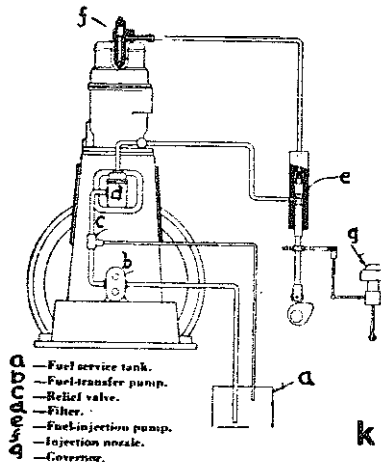 f
e
d
c
g
b
a
k
a —Fuel service tank.
b —Fuel-transfer pump.
c —Relief valve.
d —Filter.
e —Fuel-injection pump.
f —Injection nozzle.
g —Governor.